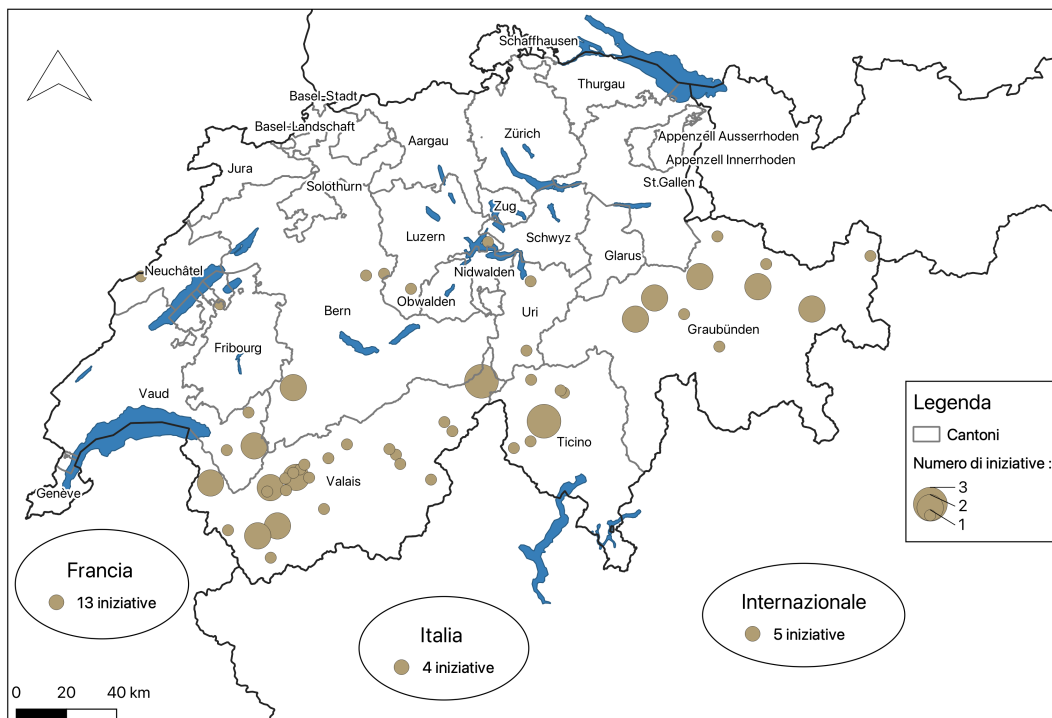 Schaffhausen
Thurgau
Basel-Stadt
Basel-Landschaft
Aargau
Zürich
Appenzell Ausserrhoden
Appenzell Innerrhoden
Jura
Solothurn
St.Gallen
Zug
Luzern
Schwyz
Glarus
Neuchâtel
Nidwalden
Obwalden
Bern
Uri
Graubünden
Fribourg
Vaud
Ticino
Valais
Genève
Legenda
Cantoni
Numero di iniziative :
3
2
1
Francia
13 iniziative
Italia
4 iniziative
Internazionale
5 iniziative
0 20 40 km